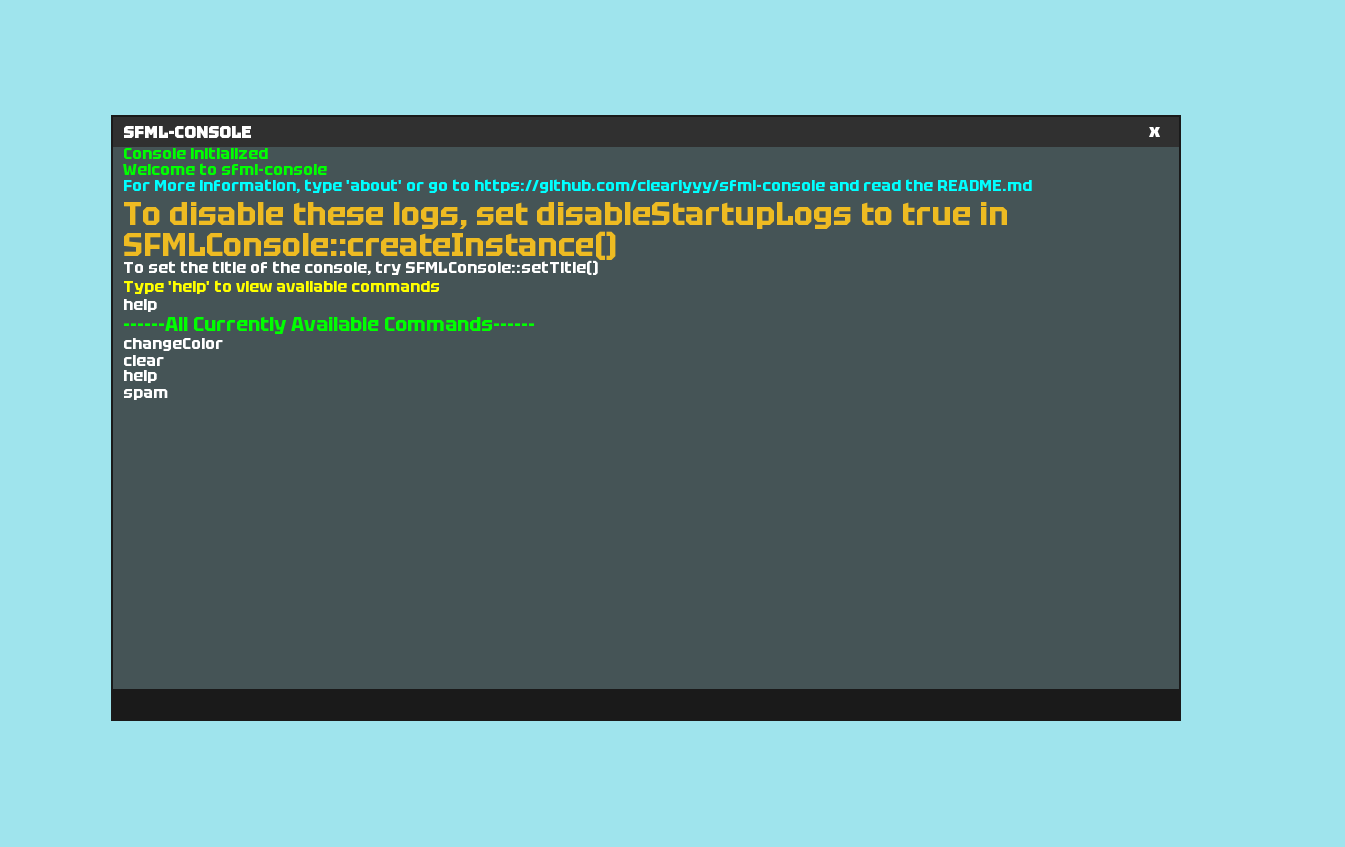 SFML-CONSOLE X
Console Initialized
Welcome to sfml-console
For More Information, type 'about' or go to https://github.com/clearlyyy/sfml-console and read the README.md
To disable these logs, set disableStartupLogs to true in
SFMLConsole::createInstance()
To set the title of the console, try SFMLConsole::setTitle()
Type 'help' to view available commands
help
------All Currently Available Commands------
changeColor
clear
help
spam